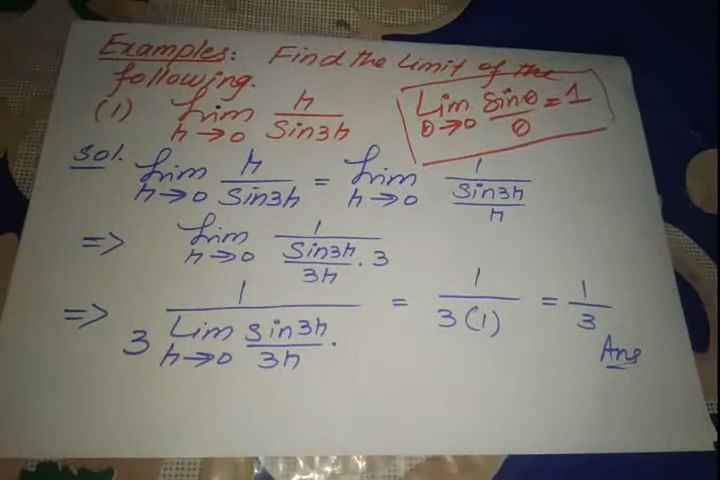 Examples: Find the Limit of the
following.
(1) Lim h→0 h/Sin3h
Lim θ→0 Sinθ/θ = 1
Sol. Lim h→0 h/Sin3h = Lim h→0 1/(Sin3h/h)
=> Lim h→0 1/(Sin3h/3h . 3)
=> 1/(3 Lim h→0 Sin3h/3h .) = 1/3(1) = 1/3
Ans